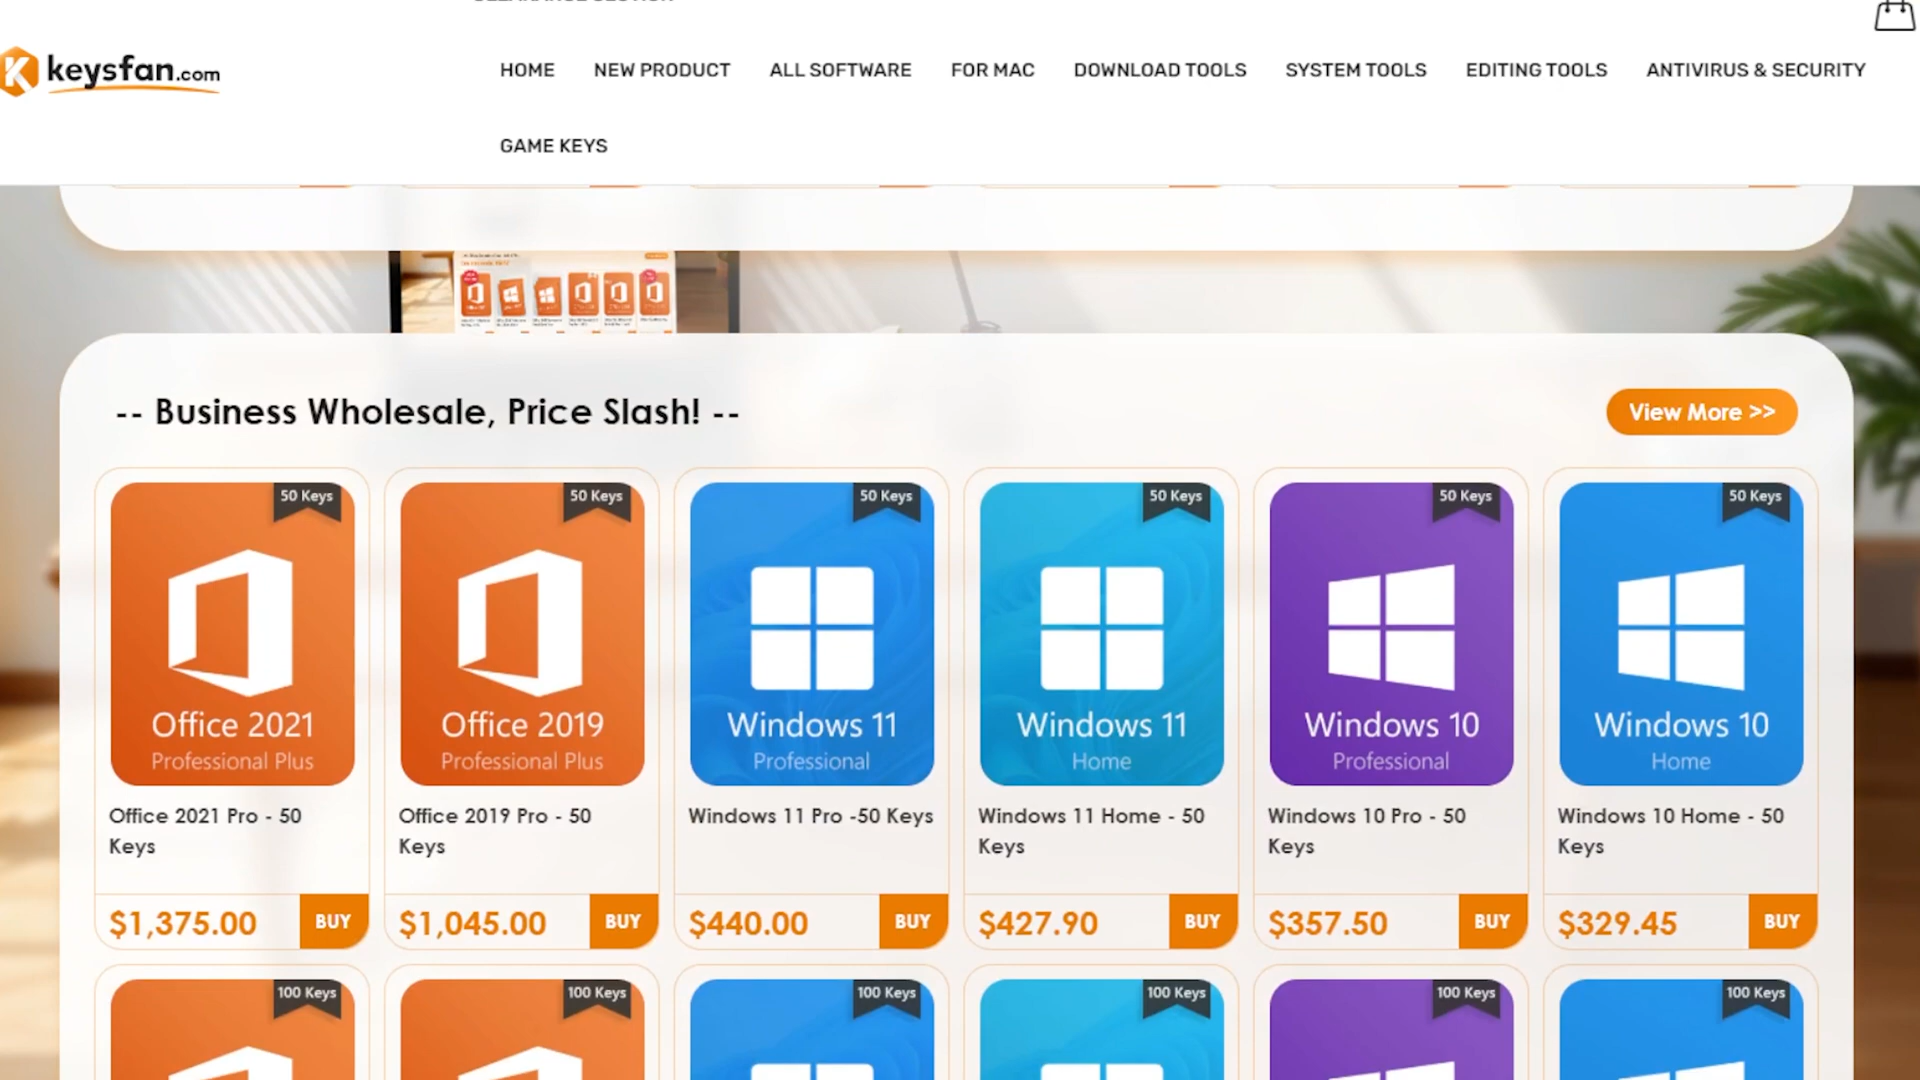 keysfan.com
HOME NEW PRODUCT ALL SOFTWARE FOR MAC DOWNLOAD TOOLS SYSTEM TOOLS EDITING TOOLS ANTIVIRUS & SECURITY
GAME KEYS
-- Business Wholesale, Price Slash! --
View More >>
50 Keys 50 Keys 50 Keys 50 Keys 50 Keys 50 Keys
Office 2021 Office 2019 Windows 11 Windows 11 Windows 10 Windows 10
Professional Plus Professional Plus Professional Home Professional Home
Office 2021 Pro - 50 Office 2019 Pro - 50 Windows 11 Pro -50 Keys Windows 11 Home - 50 Windows 10 Pro - 50 Windows 10 Home - 50
Keys Keys Keys Keys Keys
$1,375.00 BUY $1,045.00 BUY $440.00 BUY $427.90 BUY $357.50 BUY $329.45 BUY
100 Keys 100 Keys 100 Keys 100 Keys 100 Keys 100 Keys